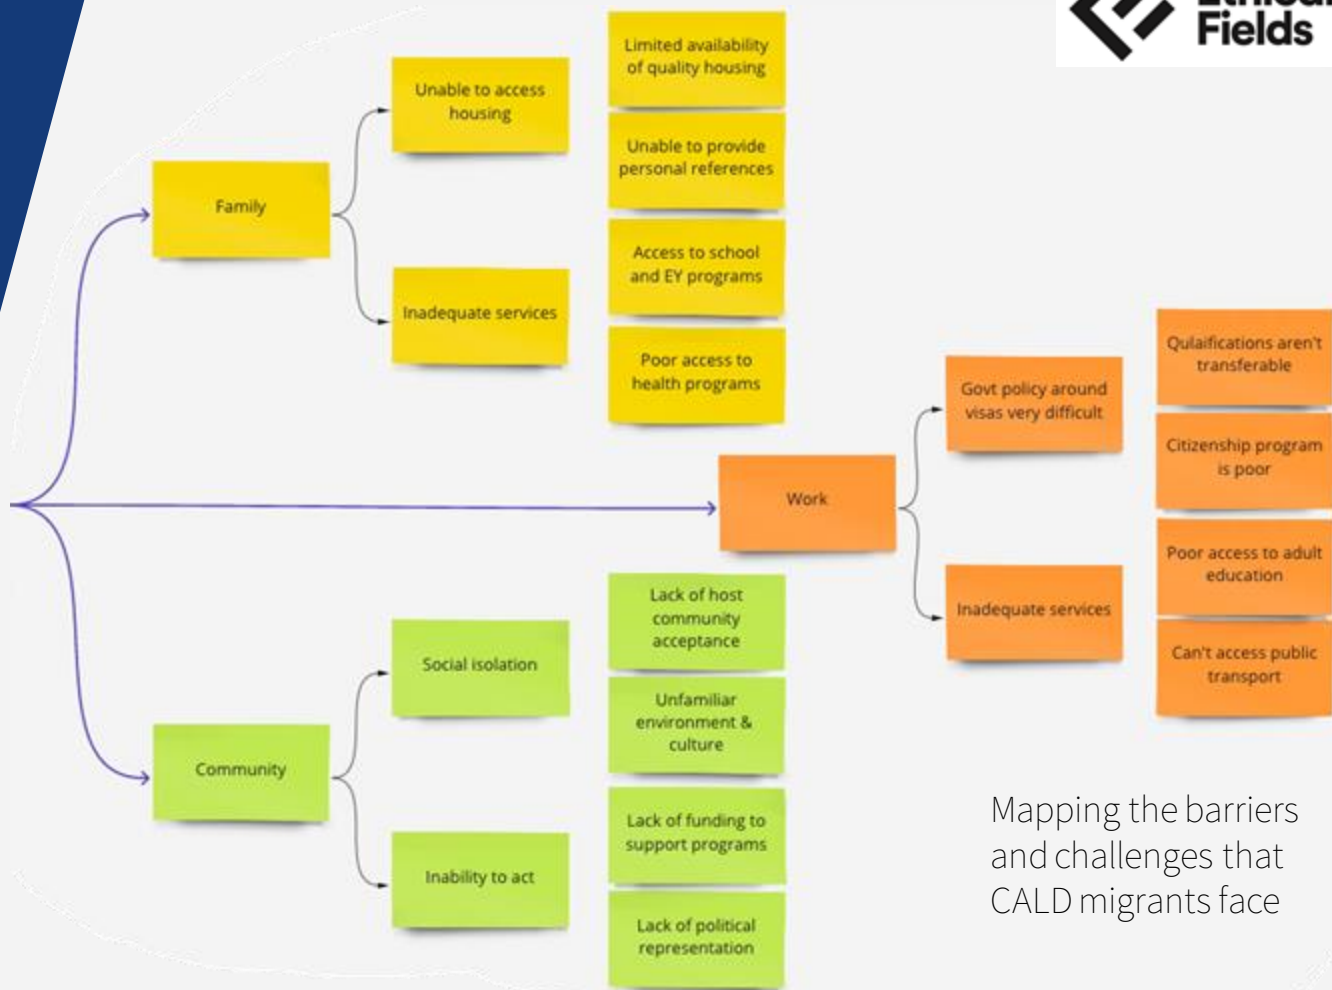 Fields
Limited availability
of quality housing
Unable to access
housing
Unable to provide
personal references
Family
Access to school
and EY programs
Inadequate services
Poor access to
health programs
Qulaifications aren't
transferable
Govt policy around
visas very difficult
Citizenship program
is poor
Work
Poor access to adult
education
Inadequate services
Can't access public
transport
Lack of host
community
acceptance
Social isolation
Unfamiliar
environment &
culture
Community
Lack of funding to
support programs
Inability to act
Lack of political
representation
Mapping the barriers
and challenges that
CALD migrants face